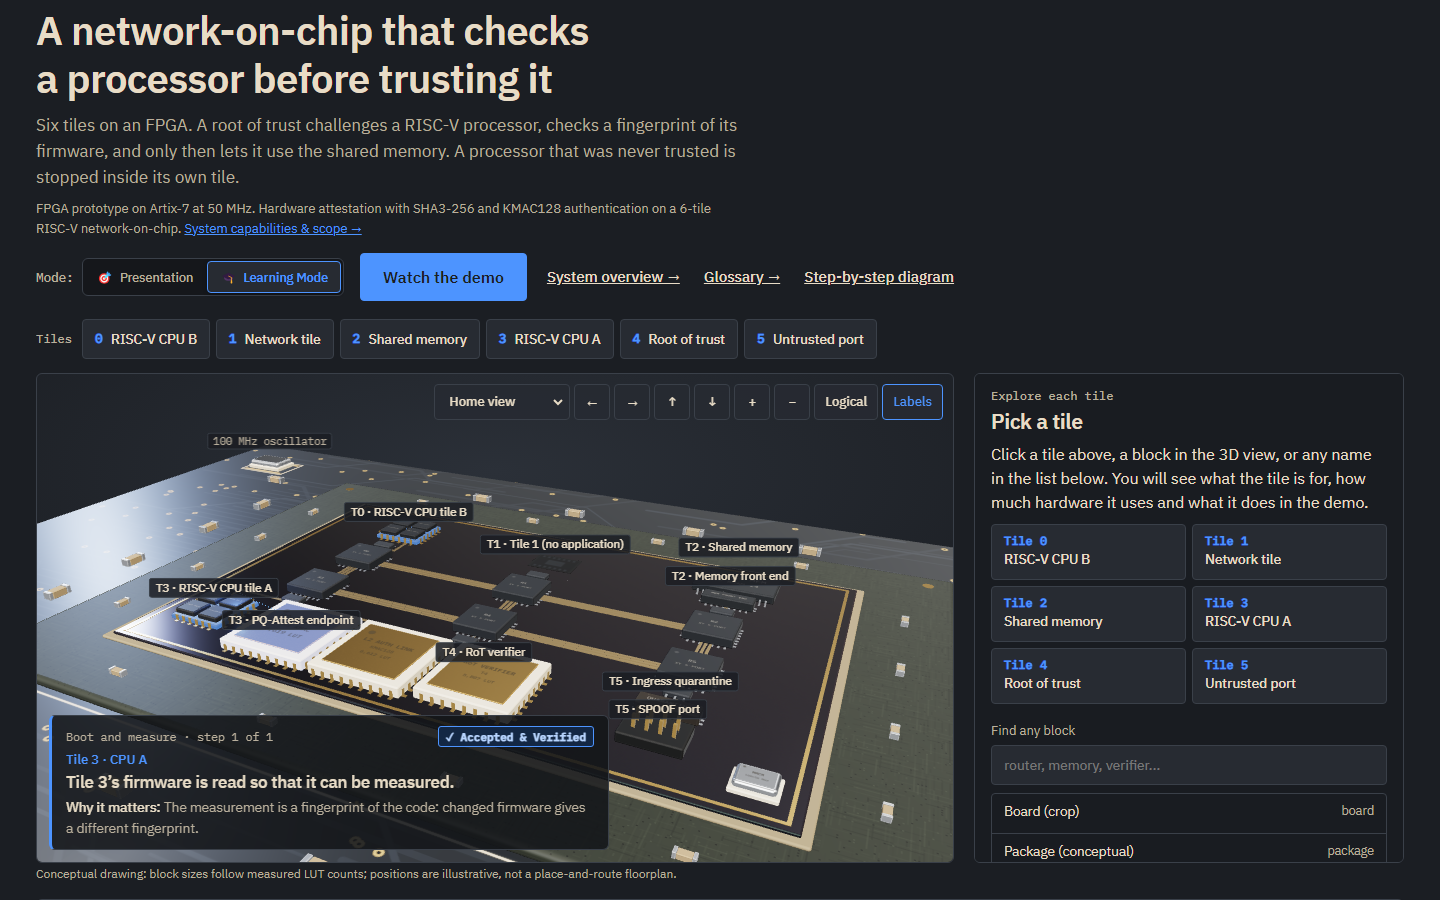 A network-on-chip that checks
a processor before trusting it
Six tiles on an FPGA. A root of trust challenges a RISC-V processor, checks a fingerprint of its
firmware, and only then lets it use the shared memory. A processor that was never trusted is
stopped inside its own tile.
FPGA prototype on Artix-7 at 50 MHz. Hardware attestation with SHA3-256 and KMAC128 authentication on a 6-tile
RISC-V network-on-chip. System capabilities & scope →
Mode: Presentation Learning Mode Watch the demo System overview → Glossary → Step-by-step diagram
Tiles 0 RISC-V CPU B 1 Network tile 2 Shared memory 3 RISC-V CPU A 4 Root of trust 5 Untrusted port
Home view ← → ↑ ↓ + − Logical Labels
100 MHz oscillator
T0 · RISC-V CPU tile B
T1 · Tile 1 (no application)
T2 · Shared memory
T2 · Memory front end
T3 · RISC-V CPU tile A
T3 · PQ-Attest endpoint
T4 · RoT verifier
T5 · Ingress quarantine
T5 · SPOOF port
Boot and measure · step 1 of 1 ✓ Accepted & Verified
Tile 3 · CPU A
Tile 3’s firmware is read so that it can be measured.
Why it matters: The measurement is a fingerprint of the code: changed firmware gives
a different fingerprint.
Conceptual drawing: block sizes follow measured LUT counts; positions are illustrative, not a place-and-route floorplan.
Explore each tile
Pick a tile
Click a tile above, a block in the 3D view, or any name
in the list below. You will see what the tile is for, how
much hardware it uses and what it does in the demo.
Tile 0
RISC-V CPU B
Tile 1
Network tile
Tile 2
Shared memory
Tile 3
RISC-V CPU A
Tile 4
Root of trust
Tile 5
Untrusted port
Find any block
router, memory, verifier...
Board (crop) board
Package (conceptual) package